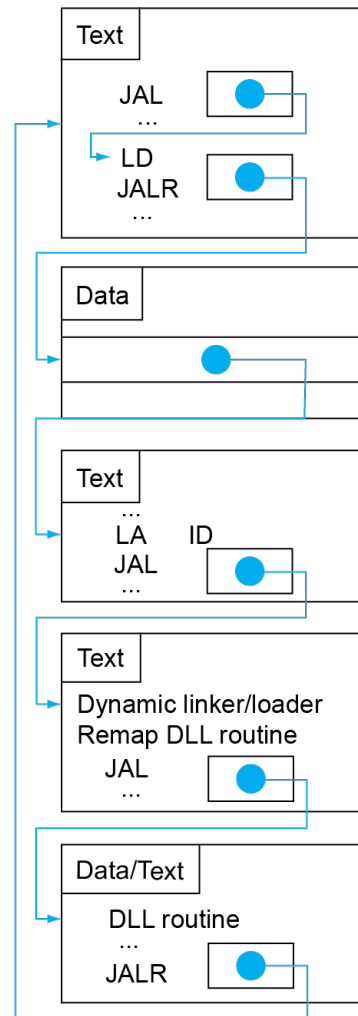 Text
JAL
...
LD
JALR
...
Data
Text
...
LA ID
JAL
...
Text
Dynamic linker/loader
Remap DLL routine
JAL
...
Data/Text
DLL routine
...
JALR